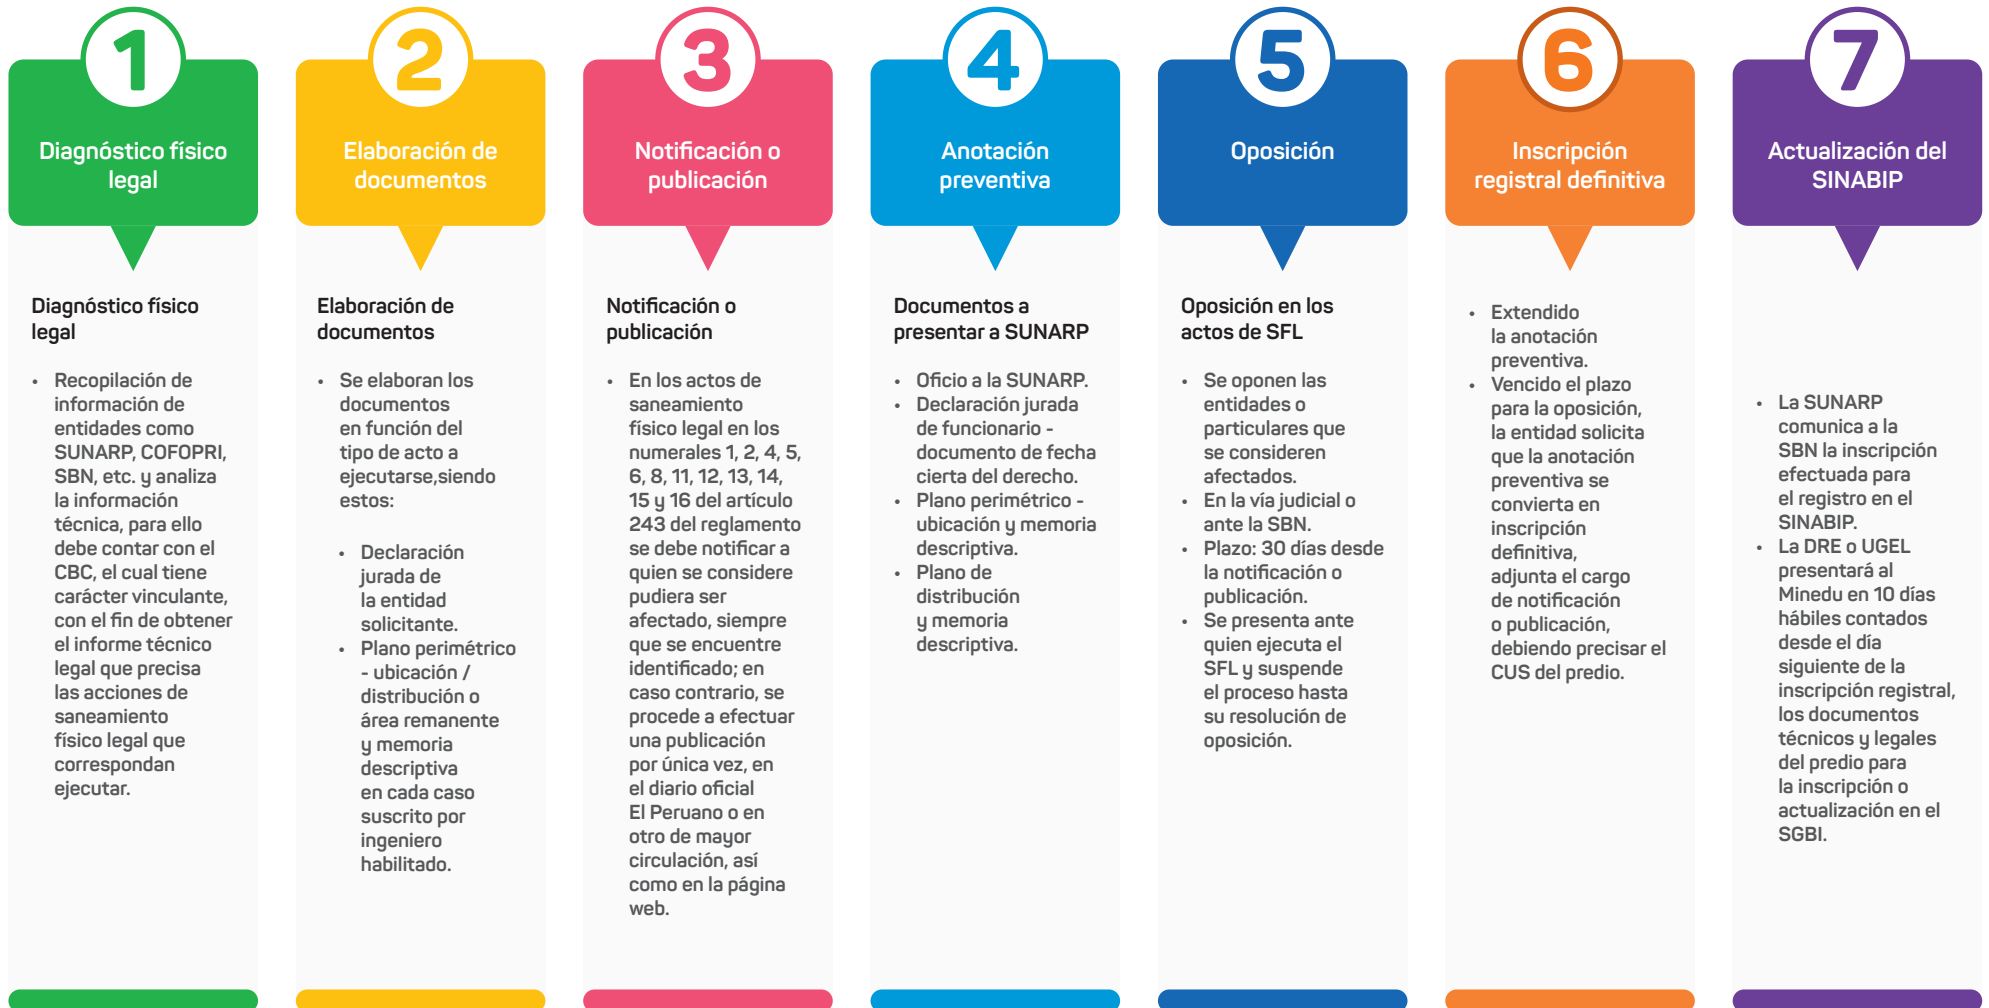 1
Diagnóstico físico
legal
Diagnóstico físico
legal
• Recopilación de
información de
entidades como
SUNARP, COFOPRI,
SBN, etc. y analiza
la información
técnica, para ello
debe contar con el
CBC, el cual tiene
carácter vinculante,
con el fin de obtener
el informe técnico
legal que precisa
las acciones de
saneamiento
físico legal que
correspondan
ejecutar.
2
Elaboración de
documentos
Elaboración de
documentos
• Se elaboran los
documentos
en función del
tipo de acto a
ejecutarse,siendo
estos:
• Declaración
jurada de
la entidad
solicitante.
• Plano perimétrico
- ubicación /
distribución o
área remanente
y memoria
descriptiva
en cada caso
suscrito por
ingeniero
habilitado.
3
Notificación o
publicación
Notificación o
publicación
• En los actos de
saneamiento
físico legal en los
numerales 1, 2, 4, 5,
6, 8, 11, 12, 13, 14,
15 y 16 del artículo
243 del reglamento
se debe notificar a
quien se considere
pudiera ser
afectado, siempre
que se encuentre
identificado; en
caso contrario, se
procede a efectuar
una publicación
por única vez, en
el diario oficial
El Peruano o en
otro de mayor
circulación, así
como en la página
web.
4
Anotación
preventiva
Documentos a
presentar a SUNARP
• Oficio a la SUNARP.
• Declaración jurada
de funcionario -
documento de fecha
cierta del derecho.
• Plano perimétrico -
ubicación y memoria
descriptiva.
• Plano de
distribución
y memoria
descriptiva.
5
Oposición
Oposición en los
actos de SFL
• Se oponen las
entidades o
particulares que
se consideren
afectados.
• En la vía judicial o
ante la SBN.
• Plazo: 30 días desde
la notificación o
publicación.
• Se presenta ante
quien ejecuta el
SFL y suspende
el proceso hasta
su resolución de
oposición.
6
Inscripción
registral definitiva
• Extendido
la anotación
preventiva.
• Vencido el plazo
para la oposición,
la entidad solicita
que la anotación
preventiva se
convierta en
inscripción
definitiva,
adjunta el cargo
de notificación
o publicación,
debiendo precisar el
CUS del predio.
7
Actualización del
SINABIP
• La SUNARP
comunica a la
SBN la inscripción
efectuada para
el registro en el
SINABIP.
• La DRE o UGEL
presentará al
Minedu en 10 días
hábiles contados
desde el día
siguiente de la
inscripción registral,
los documentos
técnicos y legales
del predio para
la inscripción o
actualización en el
SGBI.